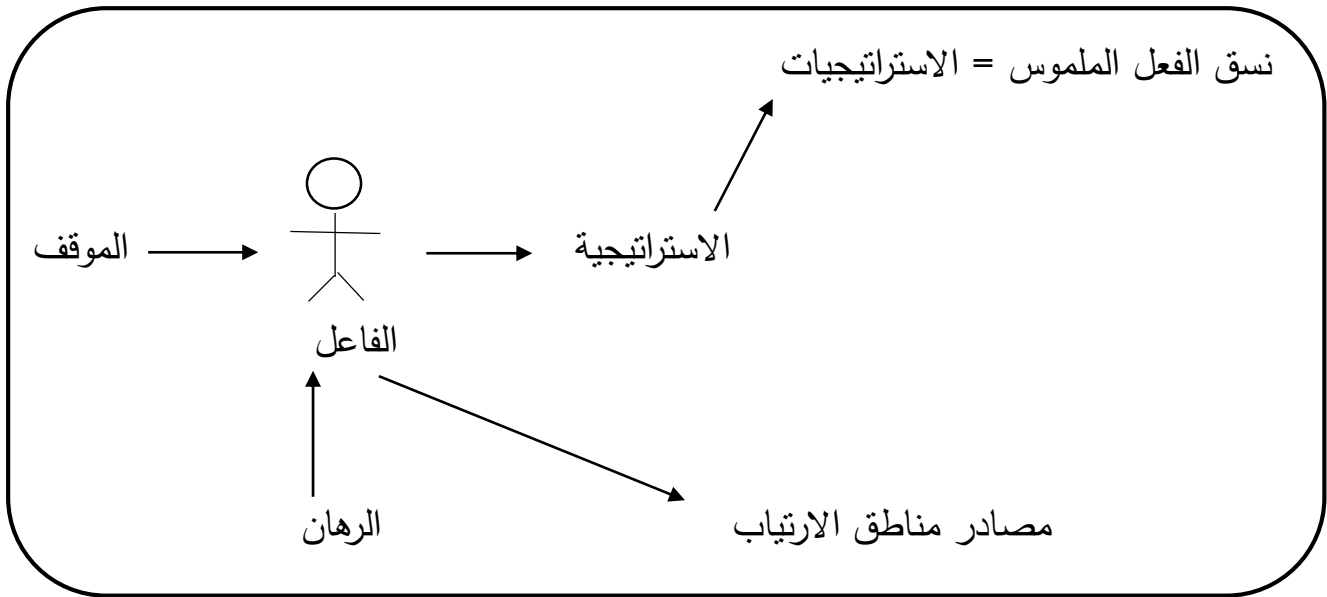 نسق الفعل الملموس = الاستراتيجيات
الاستراتيجية
الموقف
الفاعل
مصادر مناطق الارتياب
الرهان